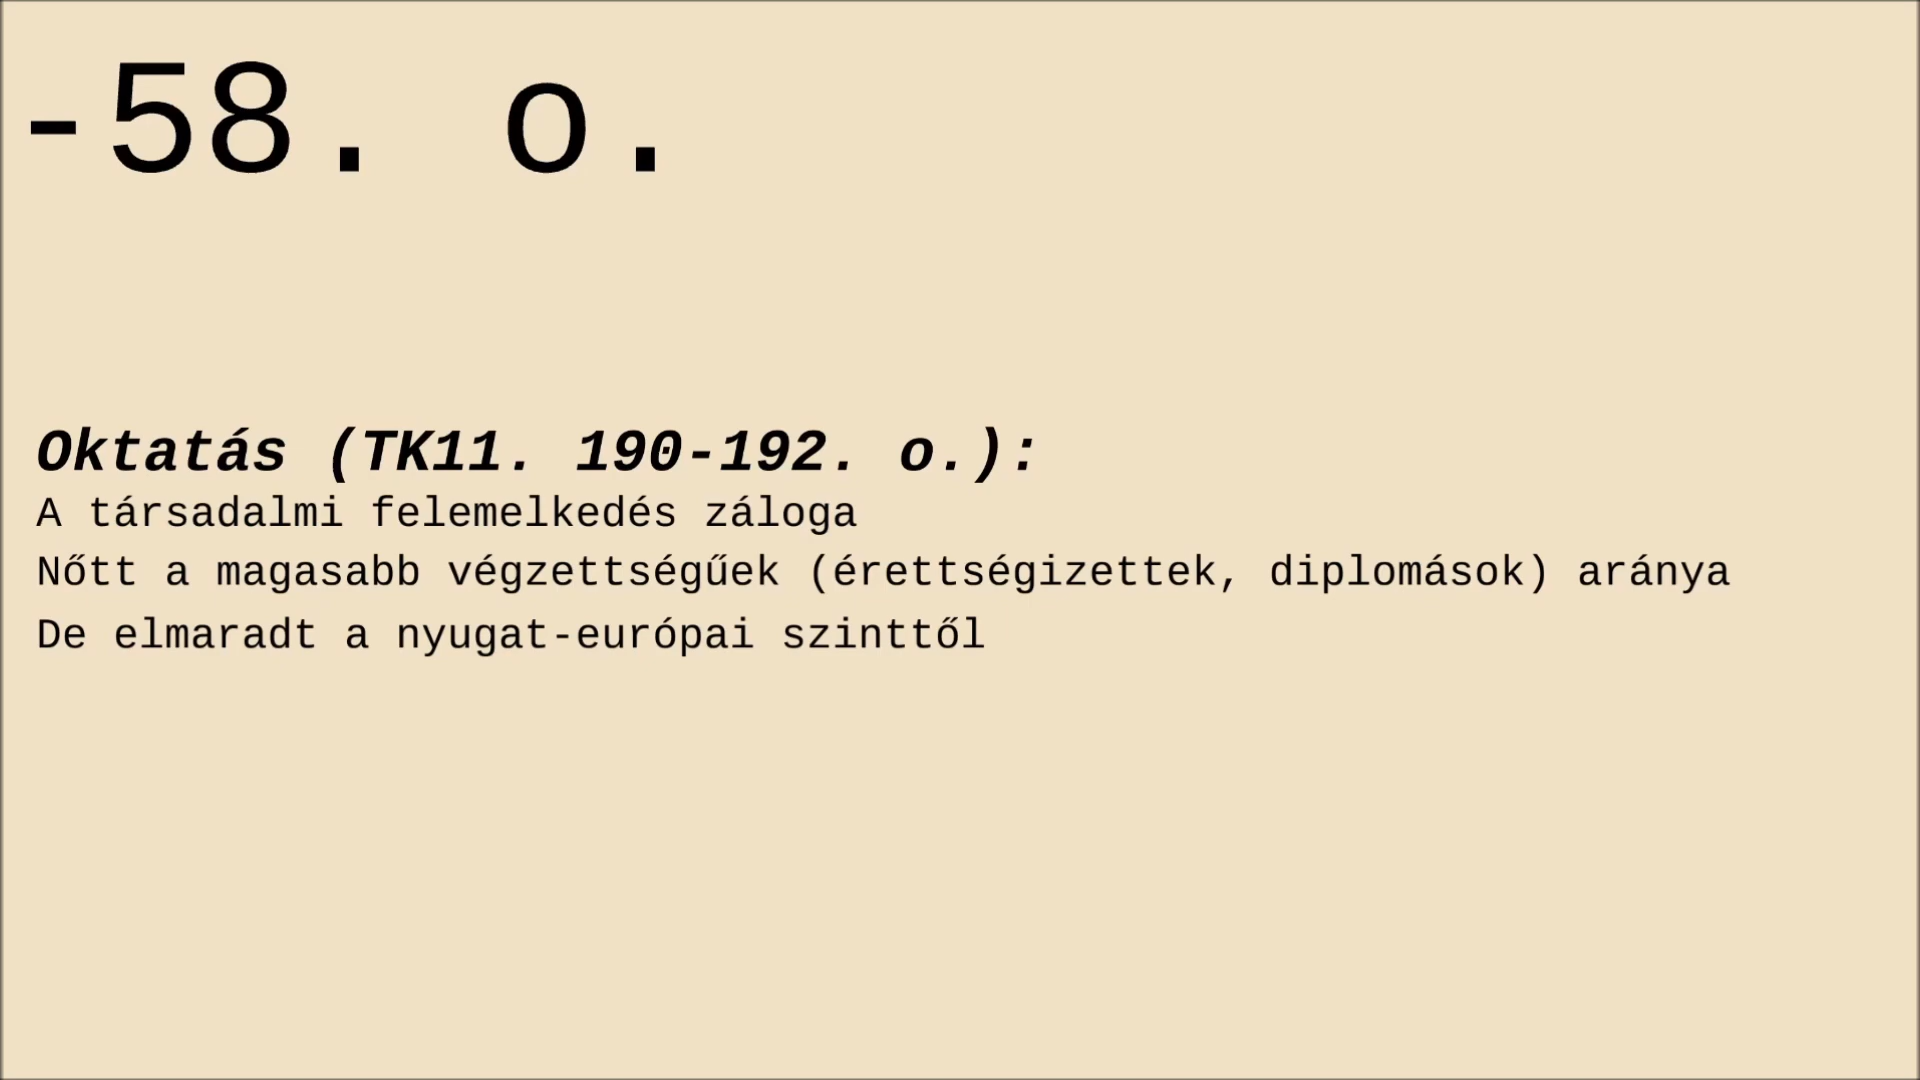 -58. o.
Oktatás (TK11. 190-192. o.):
A társadalmi felemelkedés záloga
Nőtt a magasabb végzettségűek (érettségizettek, diplomások) aránya
De elmaradt a nyugat-európai szinttől